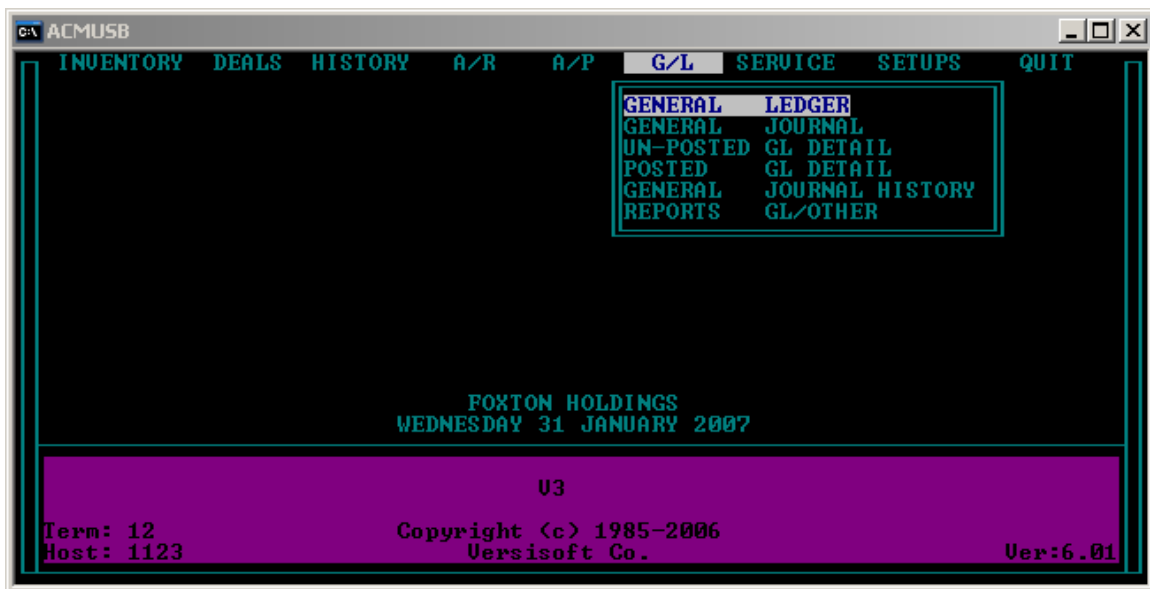 ACMUSB
INVENTORY DEALS HISTORY A/R A/P G/L SERVICE SETUPS QUIT
GENERAL LEDGER
GENERAL JOURNAL
UN-POSTED GL DETAIL
POSTED GL DETAIL
GENERAL JOURNAL HISTORY
REPORTS GL/OTHER
FOXTON HOLDINGS
WEDNESDAY 31 JANUARY 2007
V3
Term: 12 Copyright (c) 1985-2006
Host: 1123 Versisoft Co. Ver:6.01